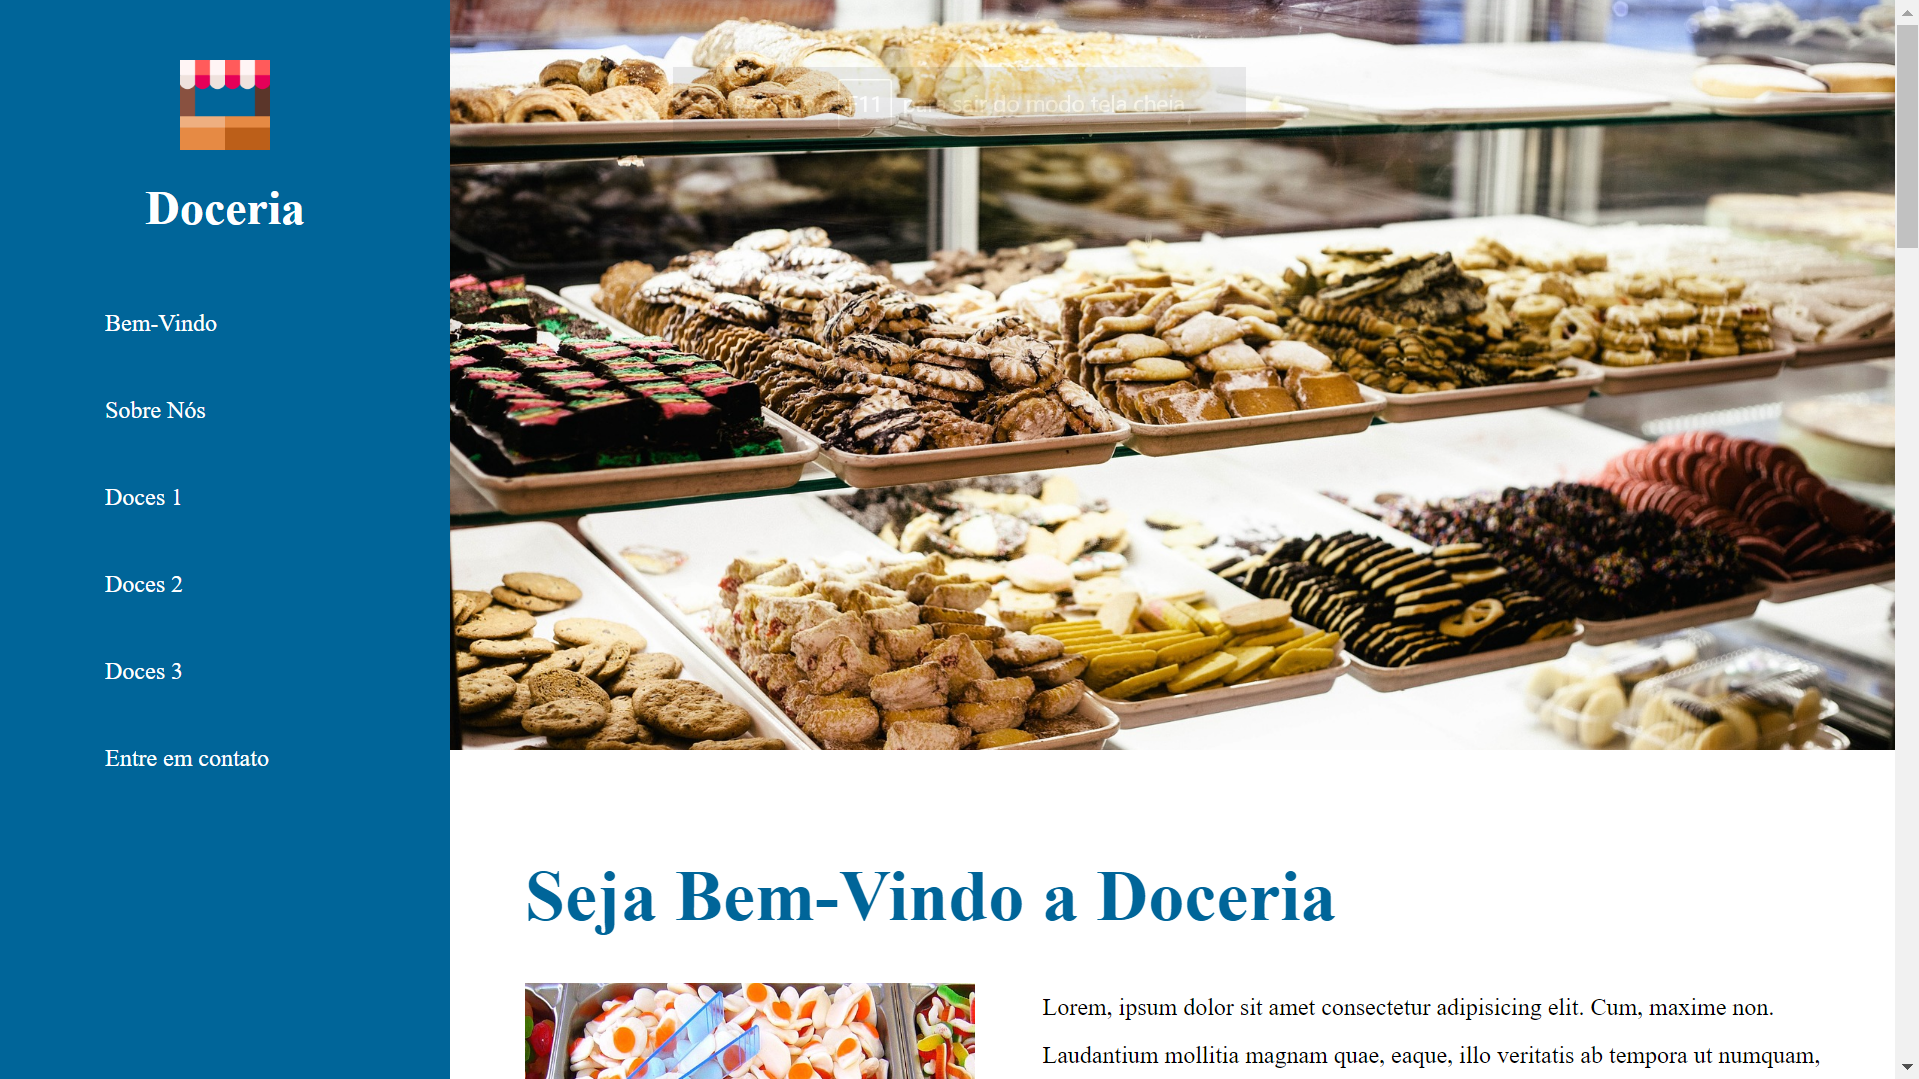 Doceria
Bem-Vindo
Sobre Nós
Doces 1
Doces 2
Doces 3
Entre em contato
F11 para sair do modo tela cheia
Seja Bem-Vindo a Doceria
Lorem, ipsum dolor sit amet consectetur adipisicing elit. Cum, maxime non.
Laudantium mollitia magnam quae, eaque, illo veritatis ab tempora ut numquam,